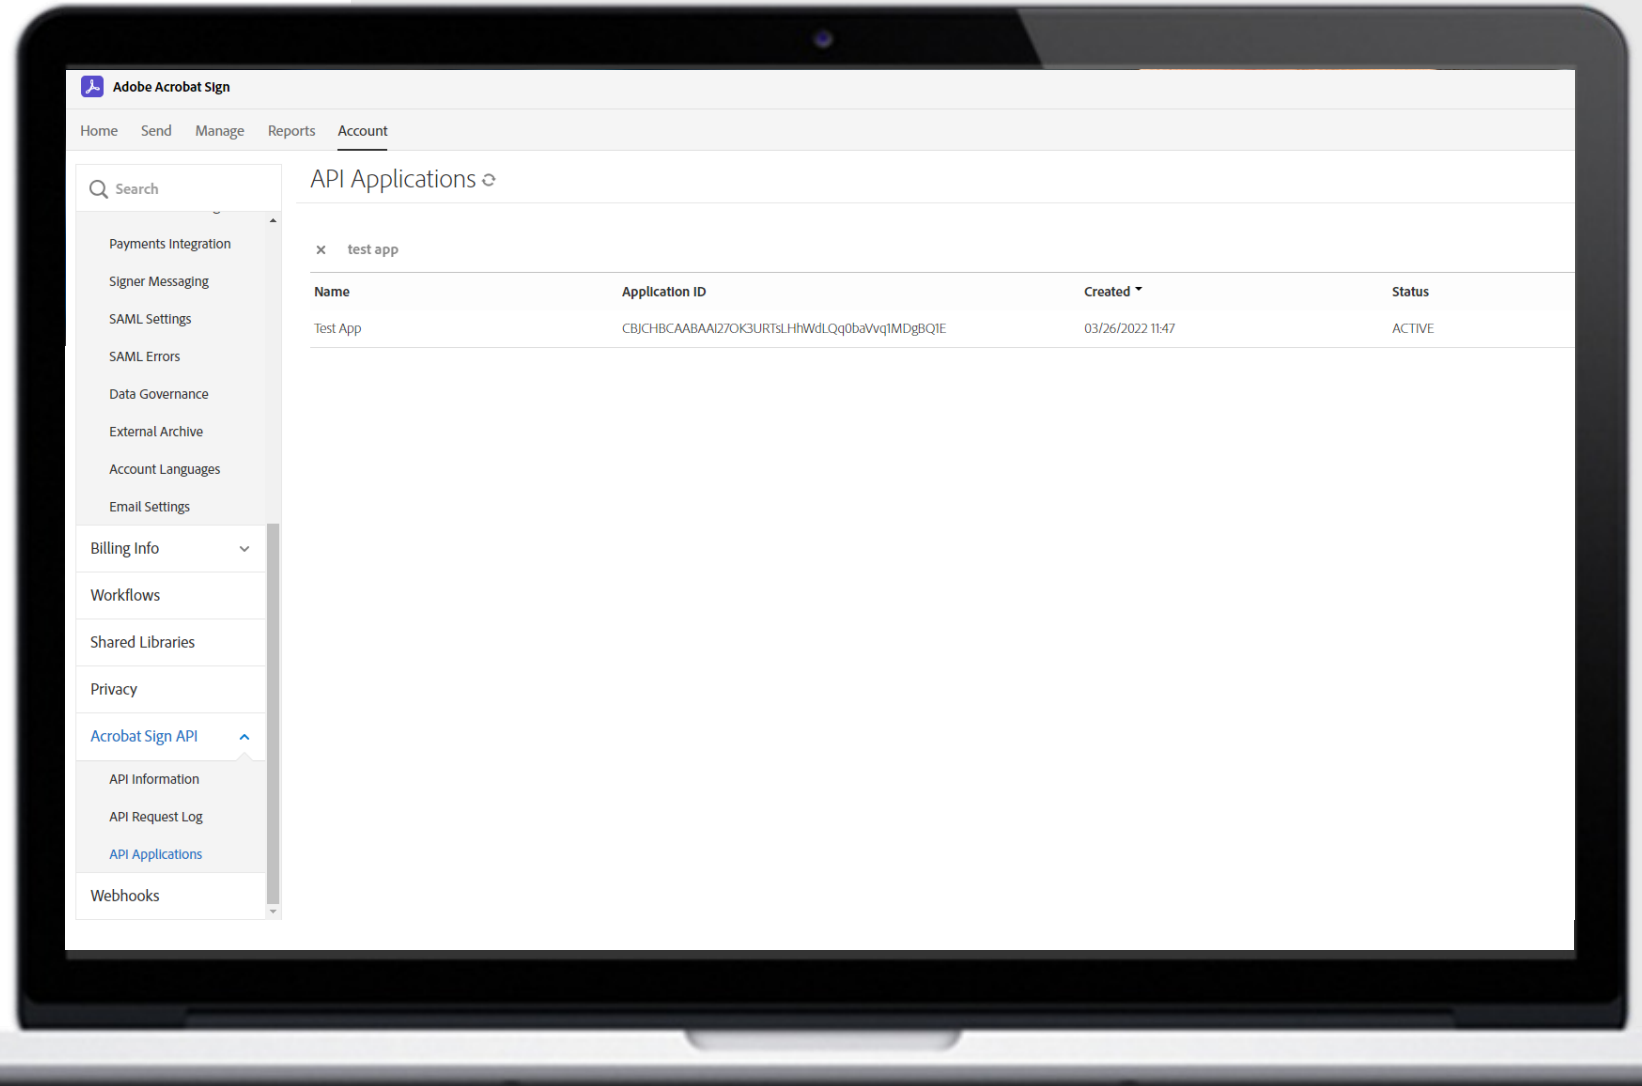 Adobe Acrobat Sign
Home Send Manage Reports Account
Search
API Applications
Payments Integration
Signer Messaging
SAML Settings
SAML Errors
Data Governance
External Archive
Account Languages
Email Settings
Billing Info
Workflows
Shared Libraries
Privacy
Acrobat Sign API
API Information
API Request Log
API Applications
Webhooks
× test app
Name Application ID Created Status
Test App CBJCHBCAABAAI27OK3URTsLHhWdLQq0baVvq1MDgBQ1E 03/26/2022 11:47 ACTIVE